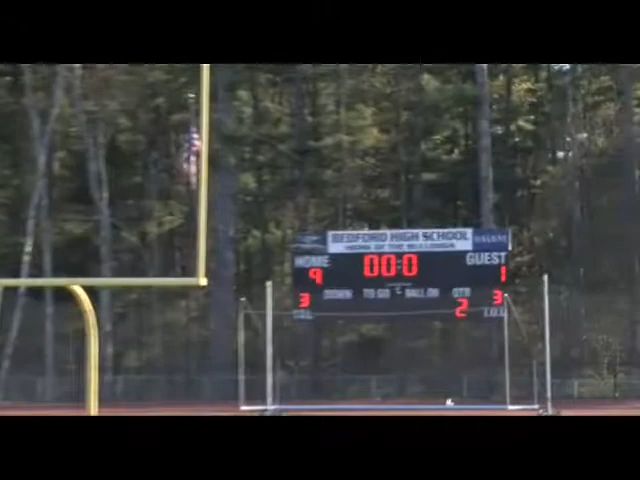 BEDFORD HIGH SCHOOL
HOME OF THE BULLDOGS
HOME 00:0 GUEST
9 1
3 DOWN TO GO BALL ON QTR 3
2